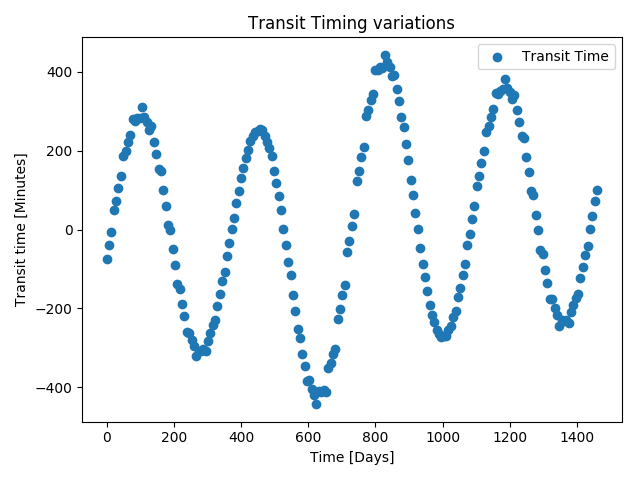 Transit Timing variations
Transit Time
Transit time [Minutes]
400
200
0
−200
−400
0 200 400 600 800 1000 1200 1400
Time [Days]